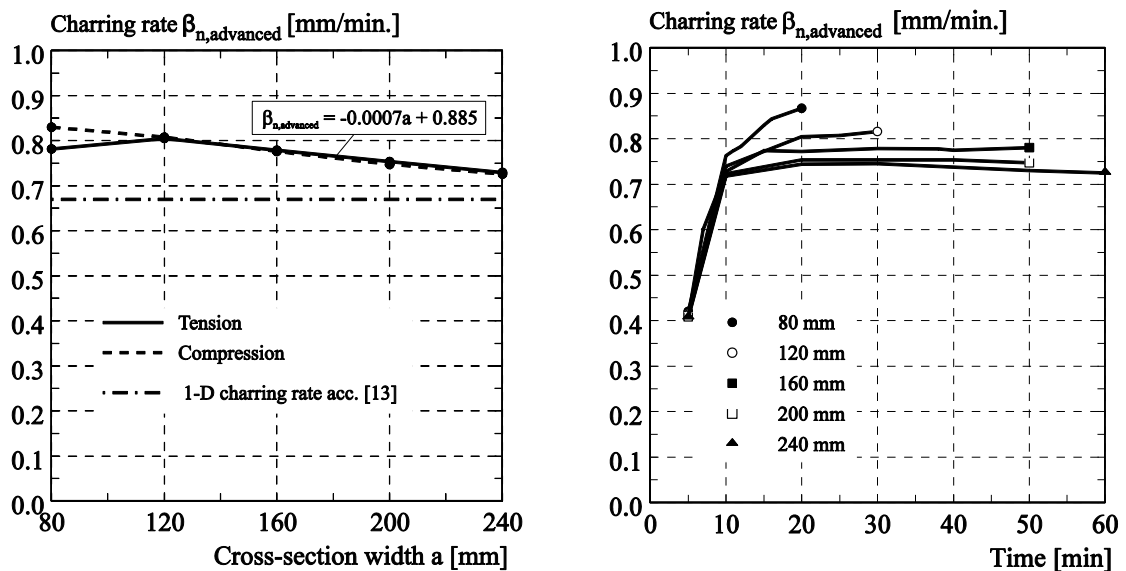 Charring rate βn,advanced [mm/min.]
1.0
0.9
0.8
0.7
0.6
0.5
0.4
0.3
0.2
0.1
0.0
βn,advanced = -0.0007a + 0.885
Tension
Compression
1-D charring rate acc. [13]
80 120 160 200 240
Cross-section width a [mm]
Charring rate βn,advanced [mm/min.]
1.0
0.9
0.8
0.7
0.6
0.5
0.4
0.3
0.2
0.1
0.0
80 mm
120 mm
160 mm
200 mm
240 mm
0 10 20 30 40 50 60
Time [min]